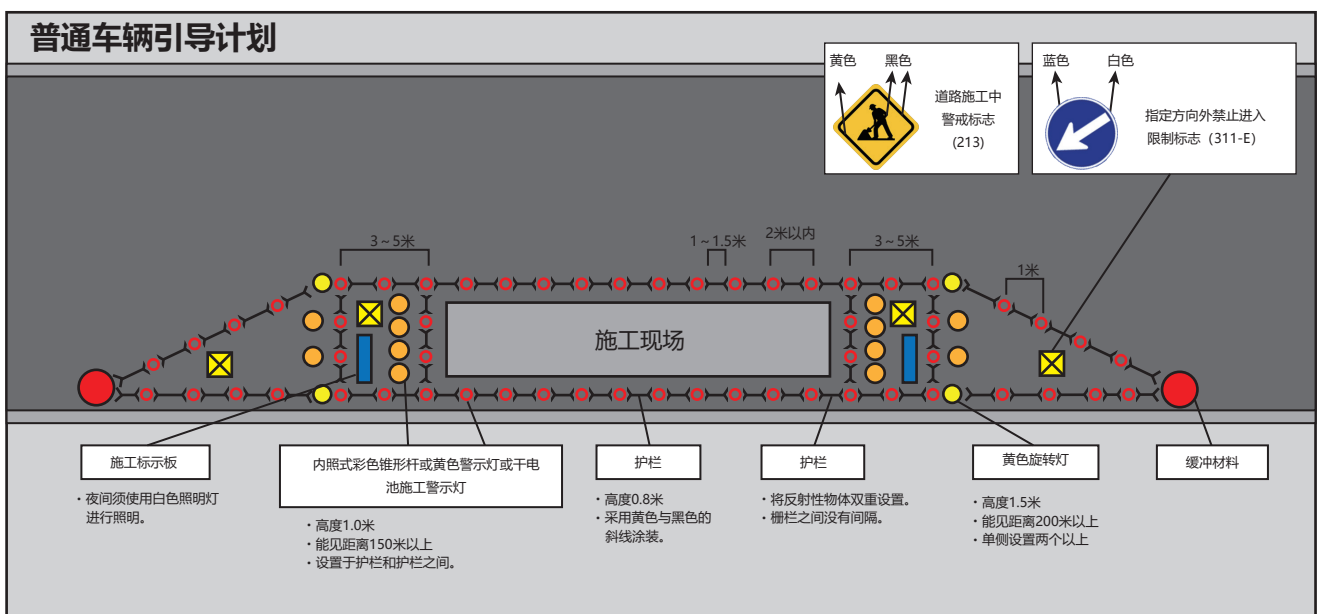 普通车辆引导计划
黄色
黑色
道路施工中
警戒标志
(213)
蓝色
白色
指定方向外禁止进入
限制标志（311-E）
3～5米
1～1.5米
2米以内
3～5米
1米
施工现场
施工标示板
・夜间须使用白色照明灯
进行照明。
内照式彩色锥形杆或黄色警示灯或干电
池施工警示灯
・高度1.0米
・能见距离150米以上
・设置于护栏和护栏之间。
护栏
・高度0.8米
・采用黄色与黑色的
斜线涂装。
护栏
・将反射性物体双重设置。
・栅栏之间没有间隔。
黄色旋转灯
・高度1.5米
・能见距离200米以上
・单侧设置两个以上
缓冲材料